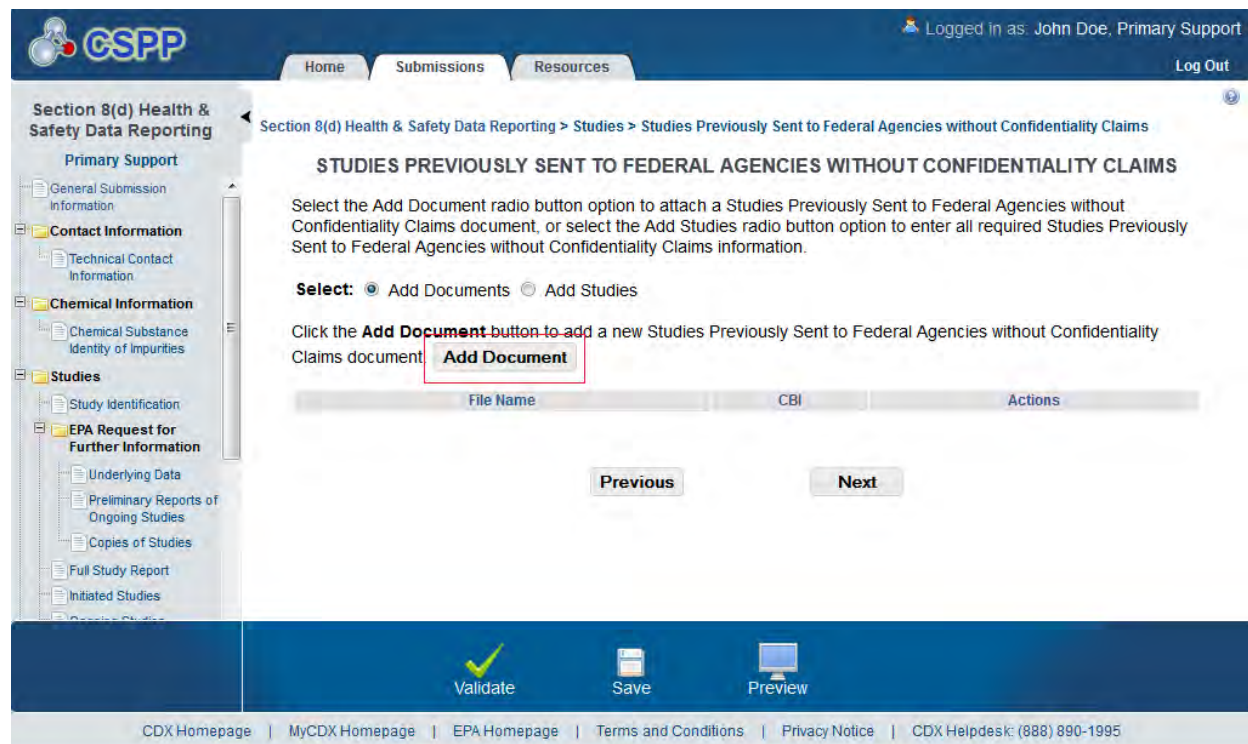 CSPP
Logged in as: John Doe, Primary Support
Home Submissions Resources
Log Out
Section 8(d) Health &
Safety Data Reporting
Primary Support
General Submission
Information
Contact Information
Technical Contact
Information
Chemical Information
Chemical Substance
Identity of Impurities
Studies
Study Identification
EPA Request for
Further Information
Underlying Data
Preliminary Reports of
Ongoing Studies
Copies of Studies
Full Study Report
Initiated Studies
Ongoing Studies
Section 8(d) Health & Safety Data Reporting > Studies > Studies Previously Sent to Federal Agencies without Confidentiality Claims
STUDIES PREVIOUSLY SENT TO FEDERAL AGENCIES WITHOUT CONFIDENTIALITY CLAIMS
Select the Add Document radio button option to attach a Studies Previously Sent to Federal Agencies without
Confidentiality Claims document, or select the Add Studies radio button option to enter all required Studies Previously
Sent to Federal Agencies without Confidentiality Claims information.
Select: Add Documents Add Studies
Click the Add Document button to add a new Studies Previously Sent to Federal Agencies without Confidentiality
Claims document Add Document
File Name CBI Actions
Previous Next
Validate Save Preview
CDX Homepage | MyCDX Homepage | EPA Homepage | Terms and Conditions | Privacy Notice | CDX Helpdesk: (888) 890-1995